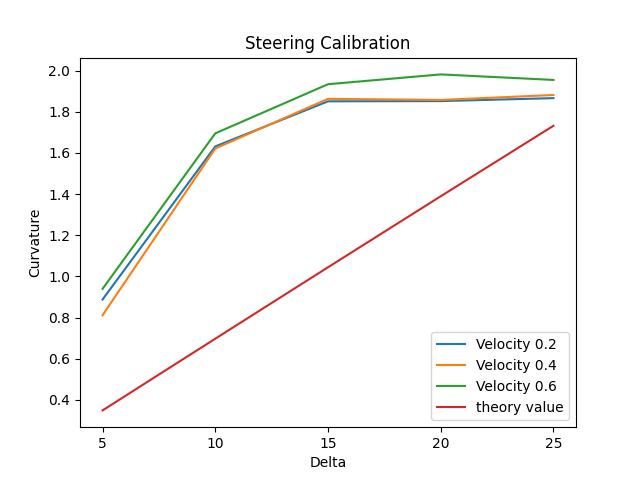 Steering Calibration
Curvature
2.0
1.8
1.6
1.4
1.2
1.0
0.8
0.6
0.4
Velocity 0.2
Velocity 0.4
Velocity 0.6
theory value
5 10 15 20 25
Delta